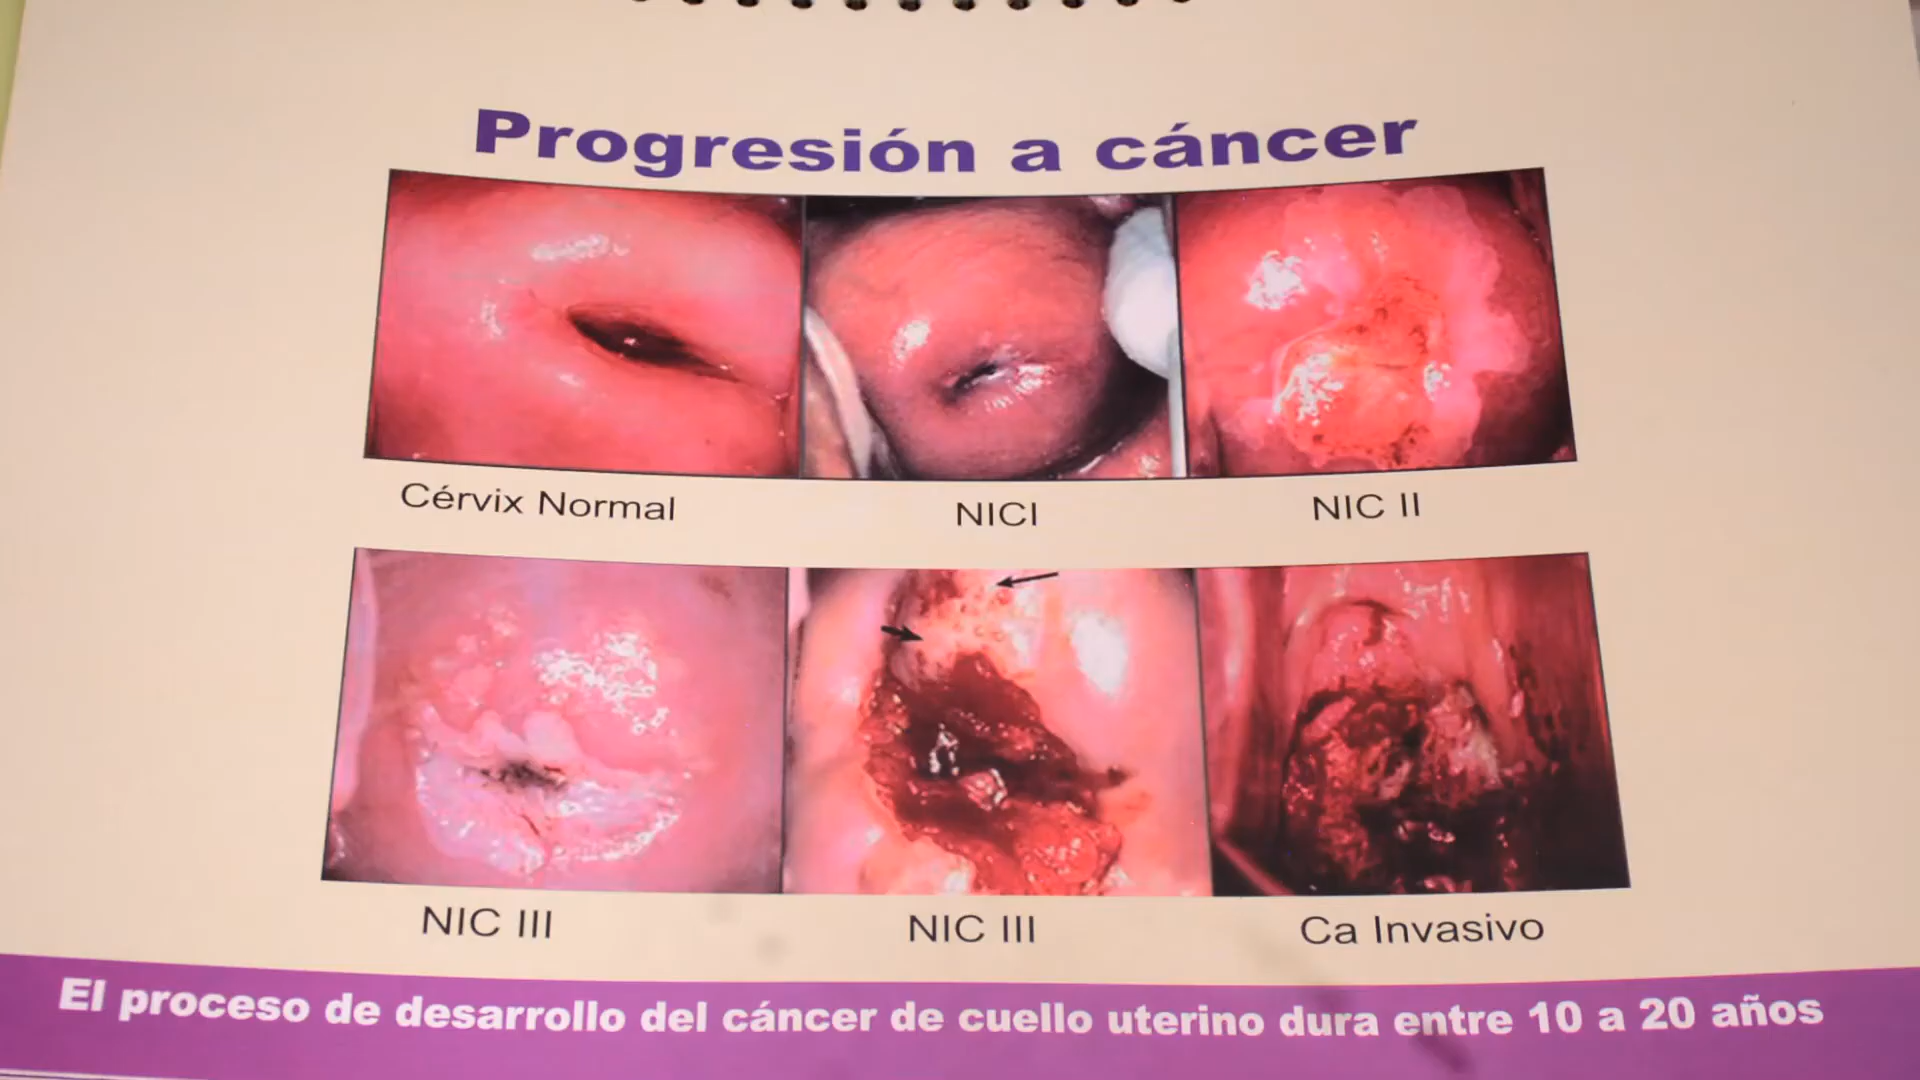 Progresión a cáncer
Cérvix Normal
NICI
NIC II
NIC III
NIC III
Ca Invasivo
El proceso de desarrollo del cáncer de cuello uterino dura entre 10 a 20 años